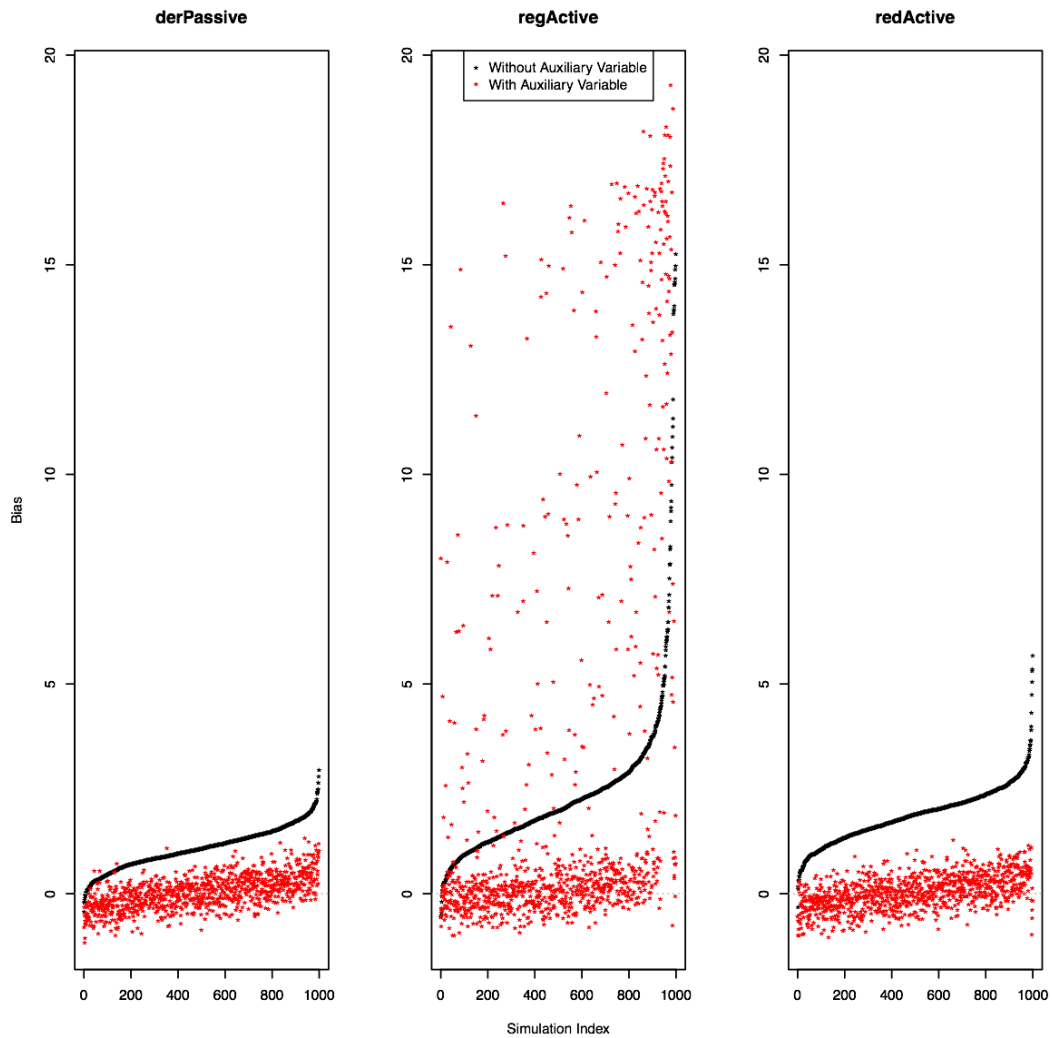 derPassive
regActive
redActive
Bias
20
15
10
5
0
0 200 400 600 800 1000
20
15
10
5
0
Without Auxiliary Variable
With Auxiliary Variable
0 200 400 600 800 1000
20
15
10
5
0
0 200 400 600 800 1000
Simulation Index